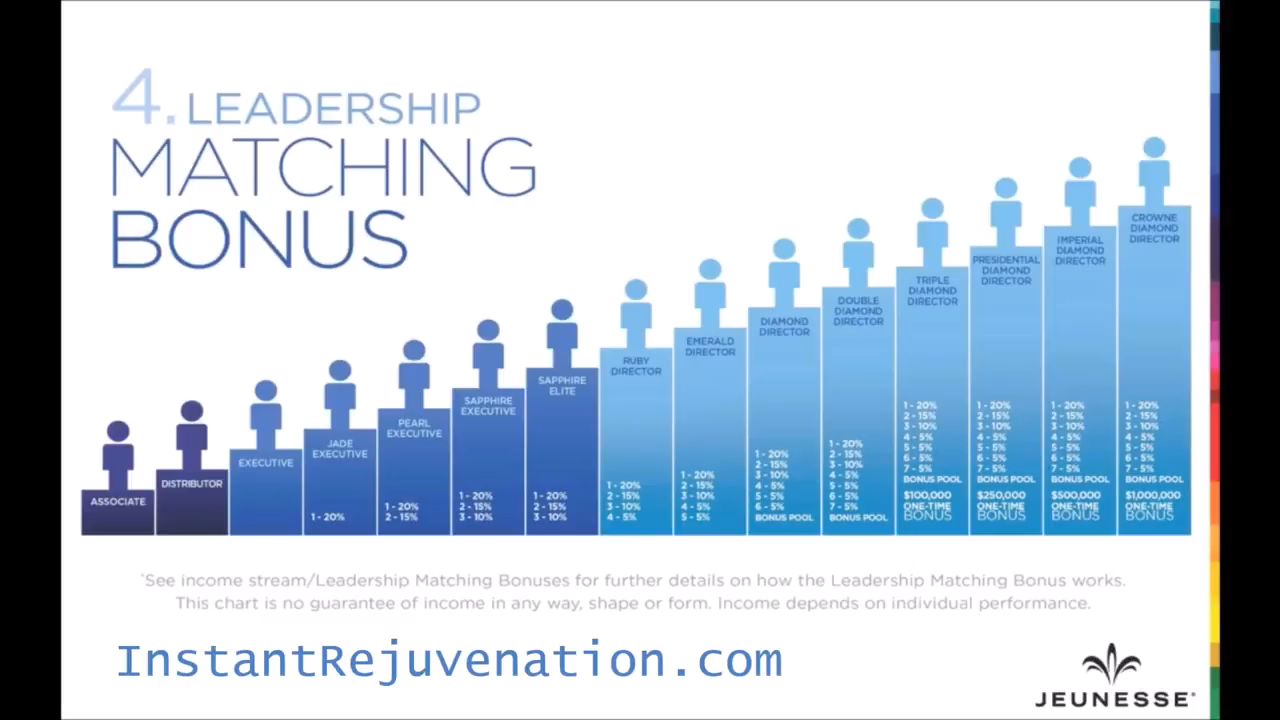 4. LEADERSHIP
MATCHING
BONUS
ASSOCIATE
DISTRIBUTOR
EXECUTIVE
JADE
EXECUTIVE
1 - 20%
PEARL
EXECUTIVE
1 - 20%
2 - 15%
SAPPHIRE
EXECUTIVE
1 - 20%
2 - 15%
3 - 10%
SAPPHIRE
ELITE
1 - 20%
2 - 15%
3 - 10%
RUBY
DIRECTOR
1 - 20%
2 - 15%
3 - 10%
4 - 5%
EMERALD
DIRECTOR
1 - 20%
2 - 15%
3 - 10%
4 - 5%
5 - 5%
DIAMOND
DIRECTOR
1 - 20%
2 - 15%
3 - 10%
4 - 5%
5 - 5%
6 - 5%
BONUS POOL
DOUBLE
DIAMOND
DIRECTOR
1 - 20%
2 - 15%
3 - 10%
4 - 5%
5 - 5%
6 - 5%
7 - 5%
BONUS POOL
TRIPLE
DIAMOND
DIRECTOR
1 - 20%
2 - 15%
3 - 10%
4 - 5%
5 - 5%
6 - 5%
7 - 5%
BONUS POOL
$100,000
ONE-TIME
BONUS
PRESIDENTIAL
DIAMOND
DIRECTOR
1 - 20%
2 - 15%
3 - 10%
4 - 5%
5 - 5%
6 - 5%
7 - 5%
BONUS POOL
$250,000
ONE-TIME
BONUS
IMPERIAL
DIAMOND
DIRECTOR
1 - 20%
2 - 15%
3 - 10%
4 - 5%
5 - 5%
6 - 5%
7 - 5%
BONUS POOL
$500,000
ONE-TIME
BONUS
CROWNE
DIAMOND
DIRECTOR
1 - 20%
2 - 15%
3 - 10%
4 - 5%
5 - 5%
6 - 5%
7 - 5%
BONUS POOL
$1,000,000
ONE-TIME
BONUS
*See income stream/Leadership Matching Bonuses for further details on how the Leadership Matching Bonus works.
This chart is no guarantee of income in any way, shape or form. Income depends on individual performance.
InstantRejuvenation.com
JEUNESSE